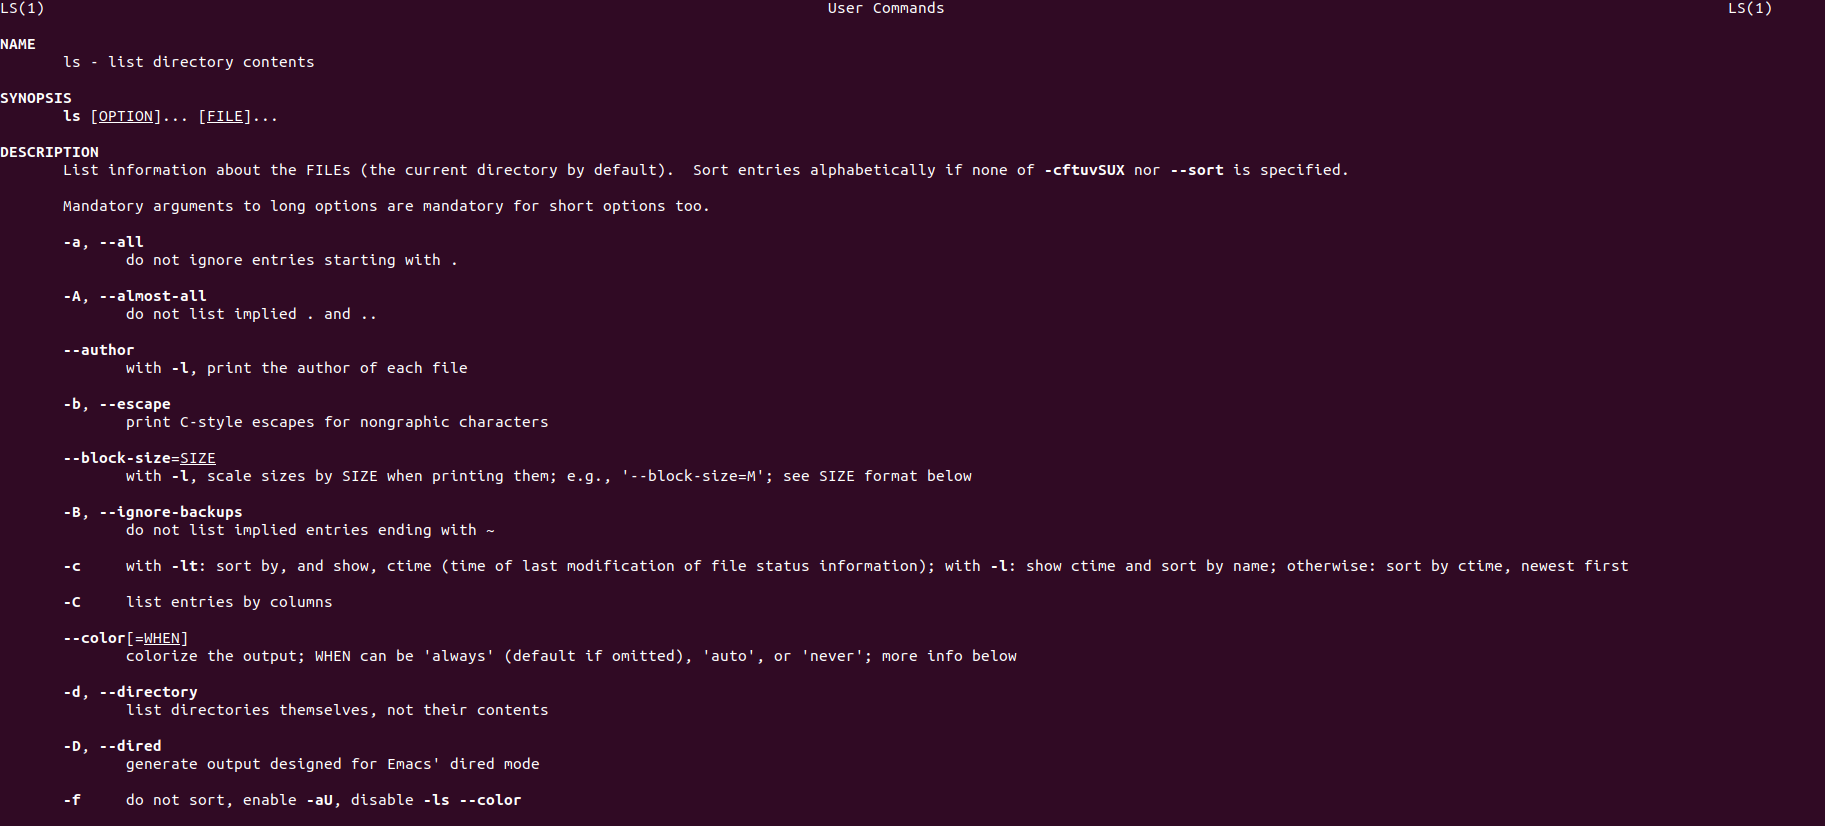 LS(1) User Commands LS(1)
NAME
ls - list directory contents
SYNOPSIS
ls [OPTION]... [FILE]...
DESCRIPTION
List information about the FILEs (the current directory by default).  Sort entries alphabetically if none of -cftuvSUX nor --sort is specified.
Mandatory arguments to long options are mandatory for short options too.
-a, --all
do not ignore entries starting with .
-A, --almost-all
do not list implied . and ..
--author
with -l, print the author of each file
-b, --escape
print C-style escapes for nongraphic characters
--block-size=SIZE
with -l, scale sizes by SIZE when printing them; e.g., '--block-size=M'; see SIZE format below
-B, --ignore-backups
do not list implied entries ending with ~
-c with -lt: sort by, and show, ctime (time of last modification of file status information); with -l: show ctime and sort by name; otherwise: sort by ctime, newest first
-C list entries by columns
--color[=WHEN]
colorize the output; WHEN can be 'always' (default if omitted), 'auto', or 'never'; more info below
-d, --directory
list directories themselves, not their contents
-D, --dired
generate output designed for Emacs' dired mode
-f do not sort, enable -aU, disable -ls --color